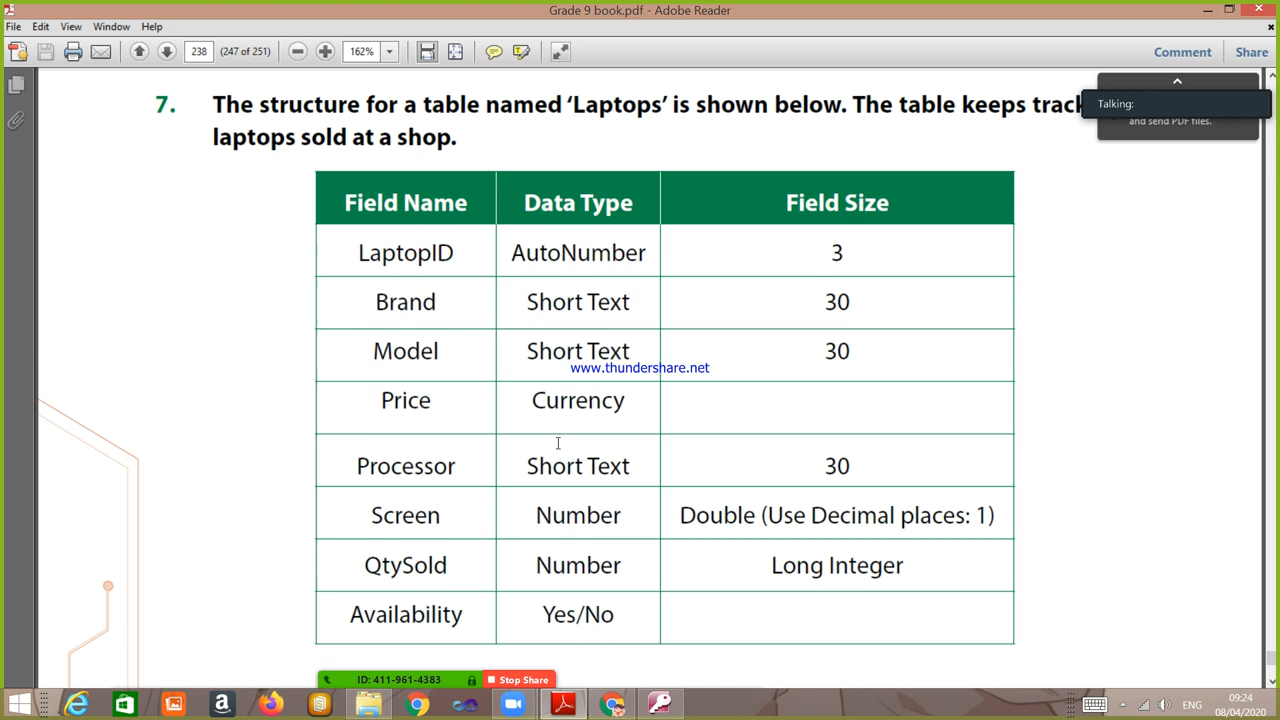 Grade 9 book.pdf - Adobe Reader
File Edit View Window Help
238 (247 of 251) 162% Comment Share
Talking:
and send PDF files.
7. The structure for a table named ‘Laptops’ is shown below. The table keeps track
laptops sold at a shop.
Field Name Data Type Field Size
LaptopID AutoNumber 3
Brand Short Text 30
Model Short Text 30
www.thundershare.net
Price Currency
Processor Short Text 30
Screen Number Double (Use Decimal places: 1)
QtySold Number Long Integer
Availability Yes/No
ID: 411-961-4383 Stop Share
ENG 09:24
08/04/2020